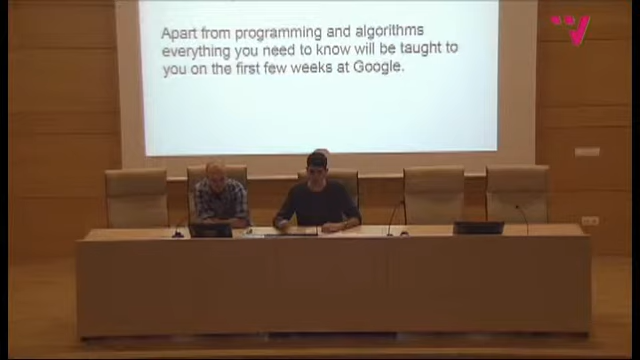 Apart from programming and algorithms
everything you need to know will be taught to
you on the first few weeks at Google.